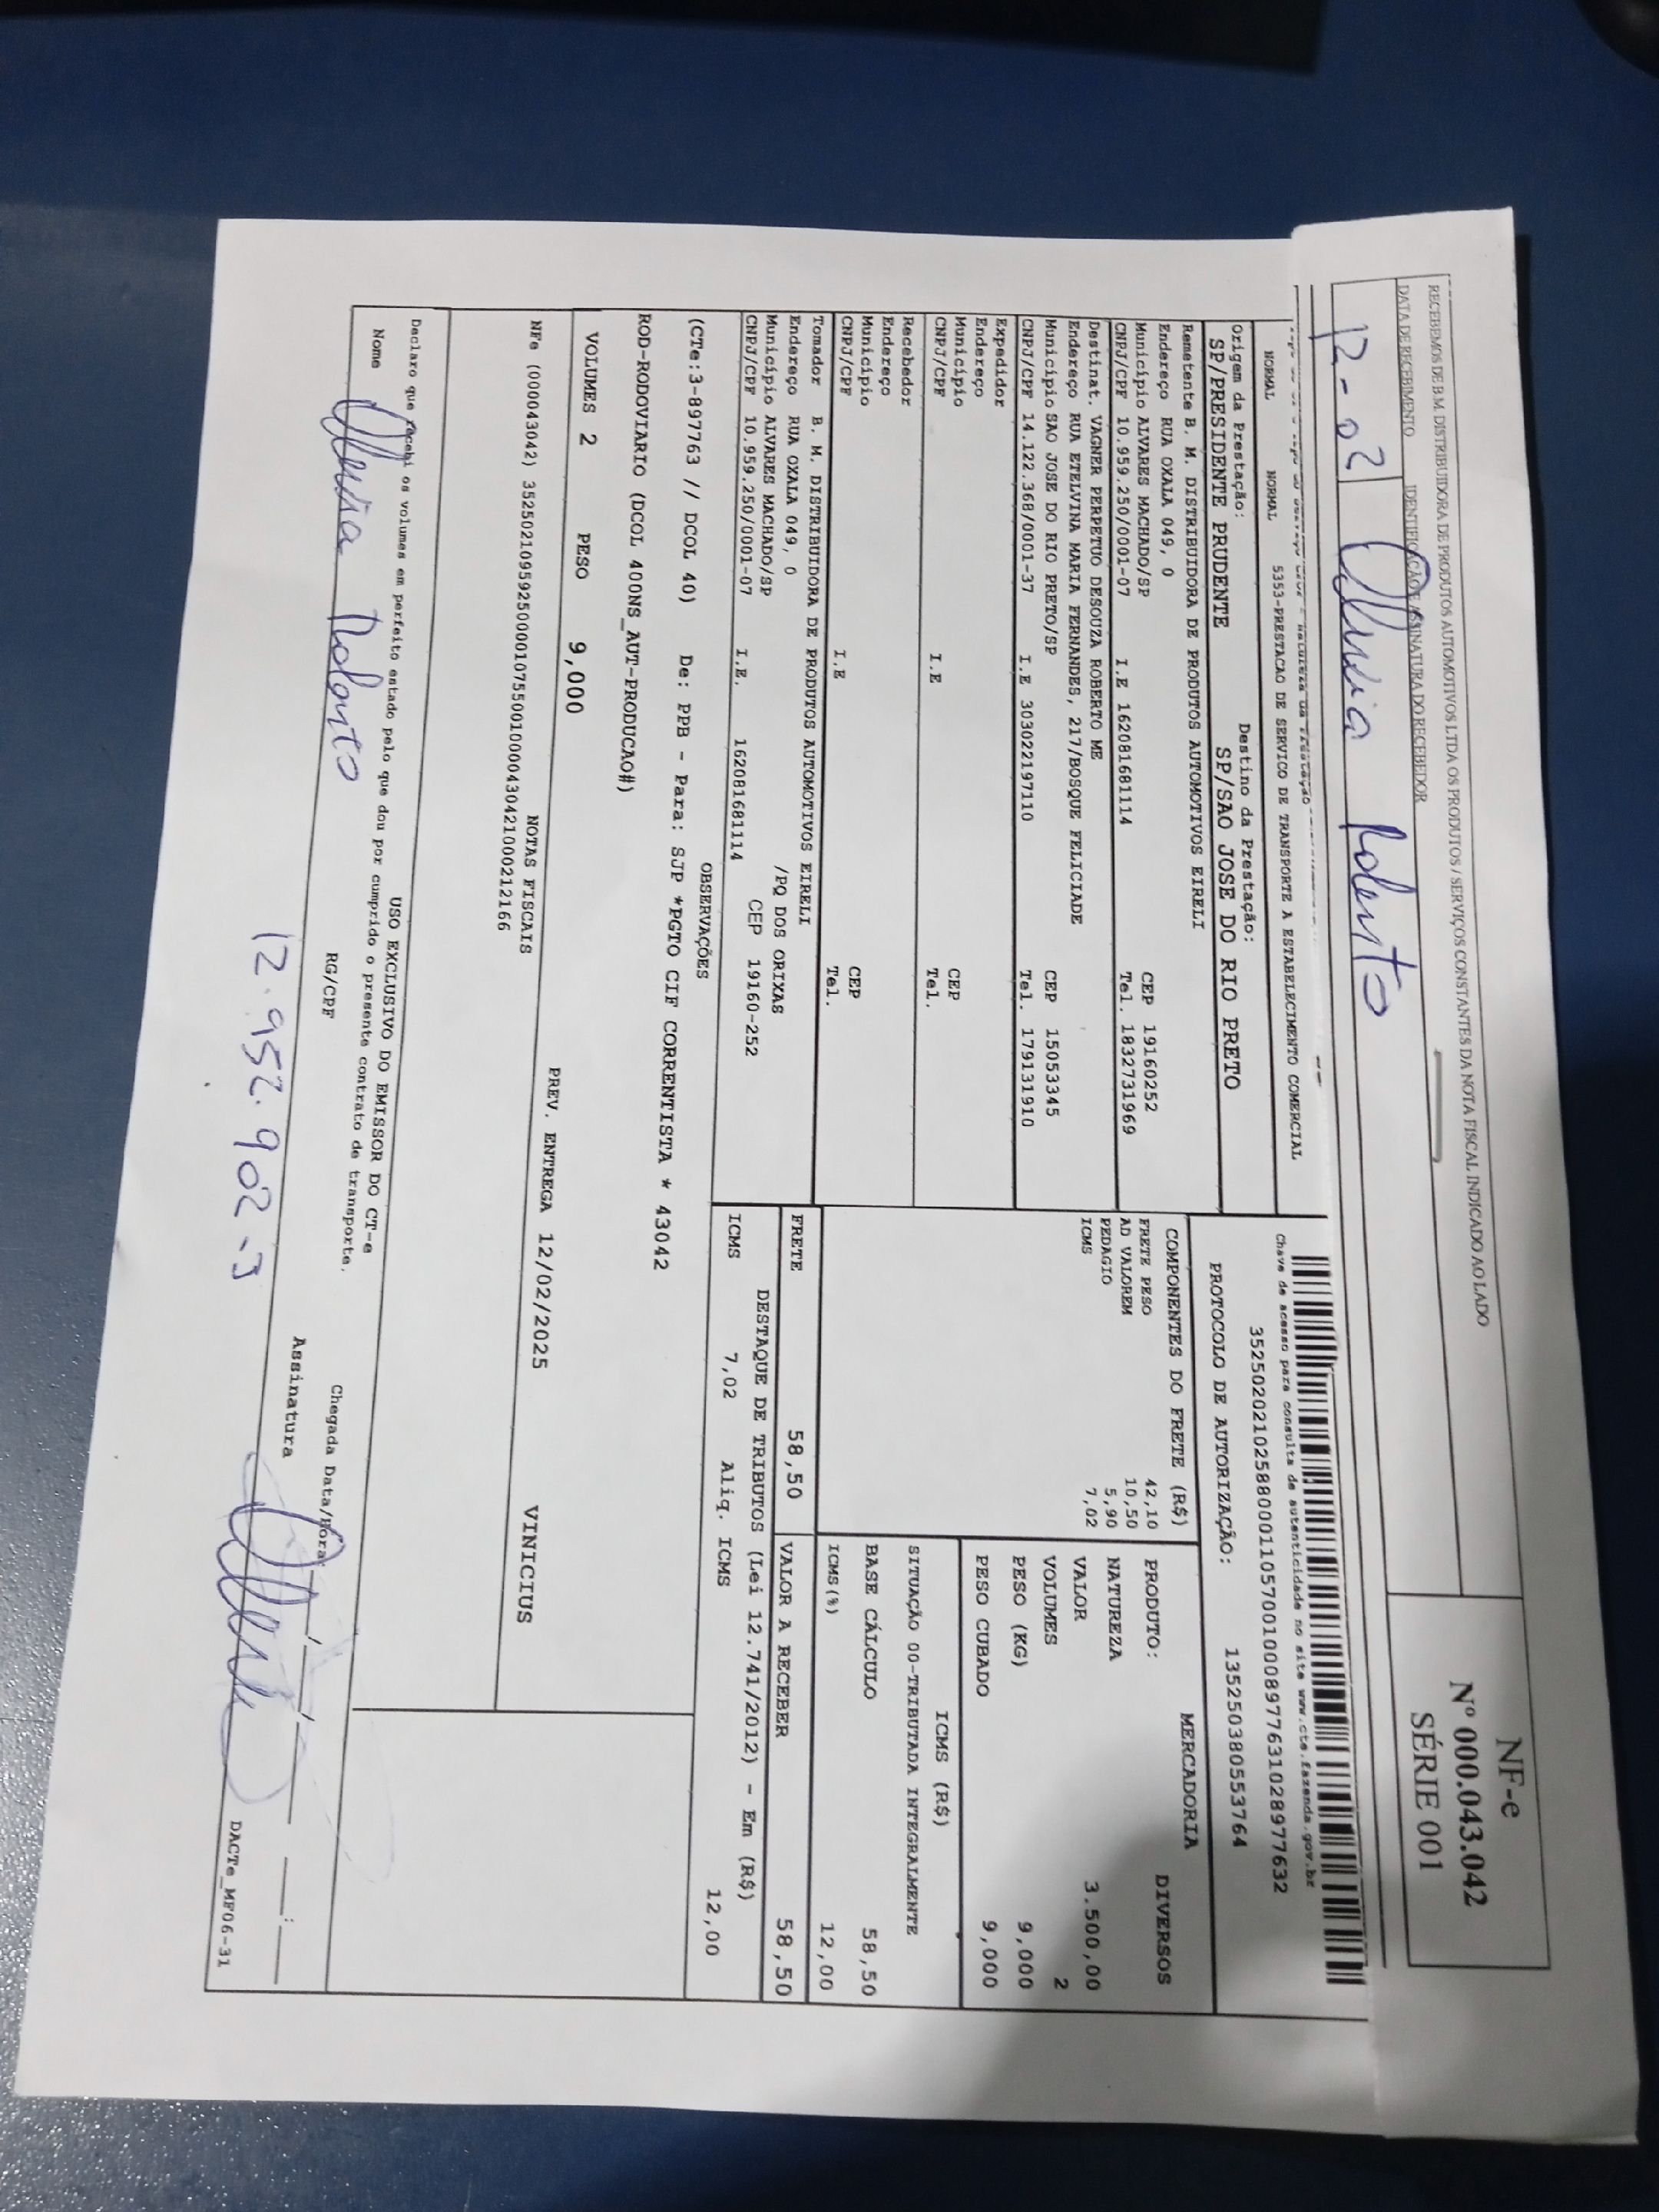 RECEBEMOS DE B.M. DISTRIBUIDORA DE PRODUTOS AUTOMOTIVOS LTDA OS PRODUTOS / SERVIÇOS CONSTANTES DA NOTA FISCAL INDICADO AO LADO
DATA DE RECEBIMENTO IDENTIFICAÇÃO E ASSINATURA DO RECEBEDOR
12-02
NF-e
Nº 000.043.042
SÉRIE 001
NORMAL NORMAL 5353-PRESTACAO DE SERVICO DE TRANSPORTE A ESTABELECIMENTO COMERCIAL
Chave de acesso para consulta de autenticidade no site www.cte.fazenda.gov.br
35250202102588000110570010008977631028977632
PROTOCOLO DE AUTORIZAÇÃO: 135250380553764
Origem da Prestação: Destino da Prestação:
SP/PRESIDENTE PRUDENTE SP/SAO JOSE DO RIO PRETO
Remetente B. M. DISTRIBUIDORA DE PRODUTOS AUTOMOTIVOS EIRELI
Endereço RUA OXALA 049, 0
Município ALVARES MACHADO/SP CEP 19160252
CNPJ/CPF 10.959.250/0001-07 I.E 16208168​1114 Tel. 1832731969
Destinat. VAGNER PERPETUO DESOUZA ROBERTO ME
Endereço RUA ETELVINA MARIA FERNANDES, 217/BOSQUE FELICIADE
Município SAO JOSE DO RIO PRETO/SP CEP 15053345
CNPJ/CPF 14.122.368/0001-37 I.E 303022197110 Tel. 179131910
Expedidor
Endereço
Município CEP
CNPJ/CPF I.E Tel.
Recebedor
Endereço
Município CEP
CNPJ/CPF I.E Tel.
Tomador B. M. DISTRIBUIDORA DE PRODUTOS AUTOMOTIVOS EIRELI
Endereço RUA OXALA 049, 0 /PQ DOS ORIXAS
Município ALVARES MACHADO/SP CEP 19160-252
CNPJ/CPF 10.959.250/0001-07 I.E. 162081681114
COMPONENTES DO FRETE (R$)
FRETE PESO 42,10
AD VALOREM 10,50
PEDAGIO 5,90
ICMS 7,02
MERCADORIA
PRODUTO: DIVERSOS
NATUREZA
VALOR 3.500,00
VOLUMES 2
PESO (KG) 9,000
PESO CUBADO 9,000
ICMS (R$)
SITUAÇÃO 00-TRIBUTADA INTEGRALMENTE
BASE CÁLCULO 58,50
ICMS (%) 12,00
FRETE 58,50 VALOR A RECEBER 58,50
DESTAQUE DE TRIBUTOS (Lei 12.741/2012) - Em (R$)
ICMS 7,02 Aliq. ICMS 12,00
OBSERVAÇÕES
(CTe:3-897763 // DCOL 40) De: PPB - Para: SJP *PGTO CIF CORRENTISTA * 43042
ROD-RODOVIARIO (DCOL 400NS_AUT-PRODUCAO#)
VOLUMES 2 PESO 9,000 PREV. ENTREGA 12/02/2025 VINICIUS
NOTAS FISCAIS
NFe (000043042) 35250210959250000107550010000430421000212166
USO EXCLUSIVO DO EMISSOR DO CT-e
Declaro que recebi os volumes em perfeito estado pelo que dou por cumprido o presente contrato de transporte.
Chegada Data/Hora: __/__/__ __:__
Nome RG/CPF Assinatura
12.952.902-3
DACTe_MF06-31